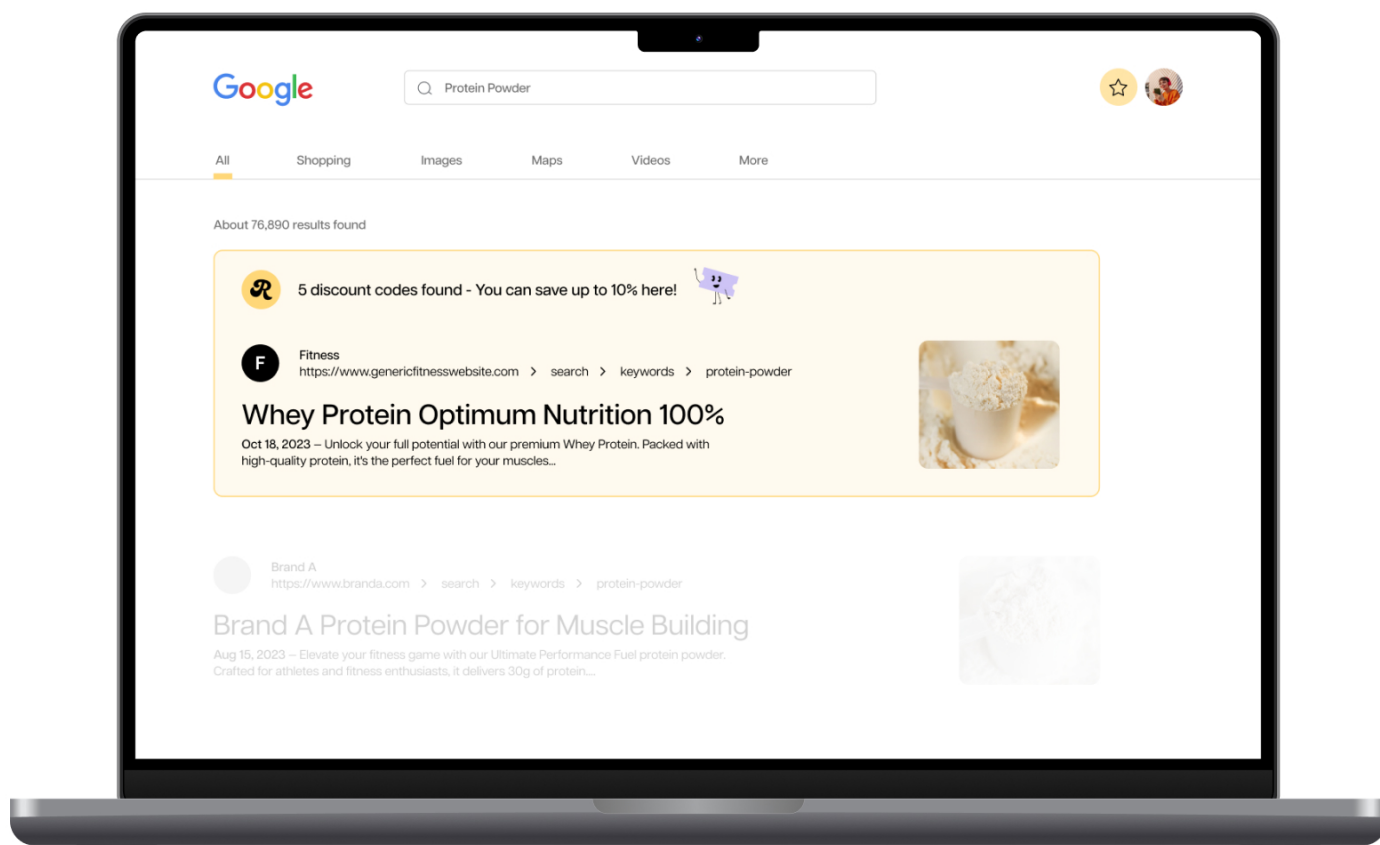 Google
Protein Powder
All Shopping Images Maps Videos More
About 76,890 results found
R 5 discount codes found - You can save up to 10% here!
F Fitness
https://www.genericfitnesswebsite.com > search > keywords > protein-powder
Whey Protein Optimum Nutrition 100%
Oct 18, 2023 – Unlock your full potential with our premium Whey Protein. Packed with
high-quality protein, it's the perfect fuel for your muscles...
Brand A
https://www.branda.com > search > keywords > protein-powder
Brand A Protein Powder for Muscle Building
Aug 15, 2023 – Elevate your fitness game with our Ultimate Performance Fuel protein powder.
Crafted for athletes and fitness enthusiasts, it delivers 30g of protein....